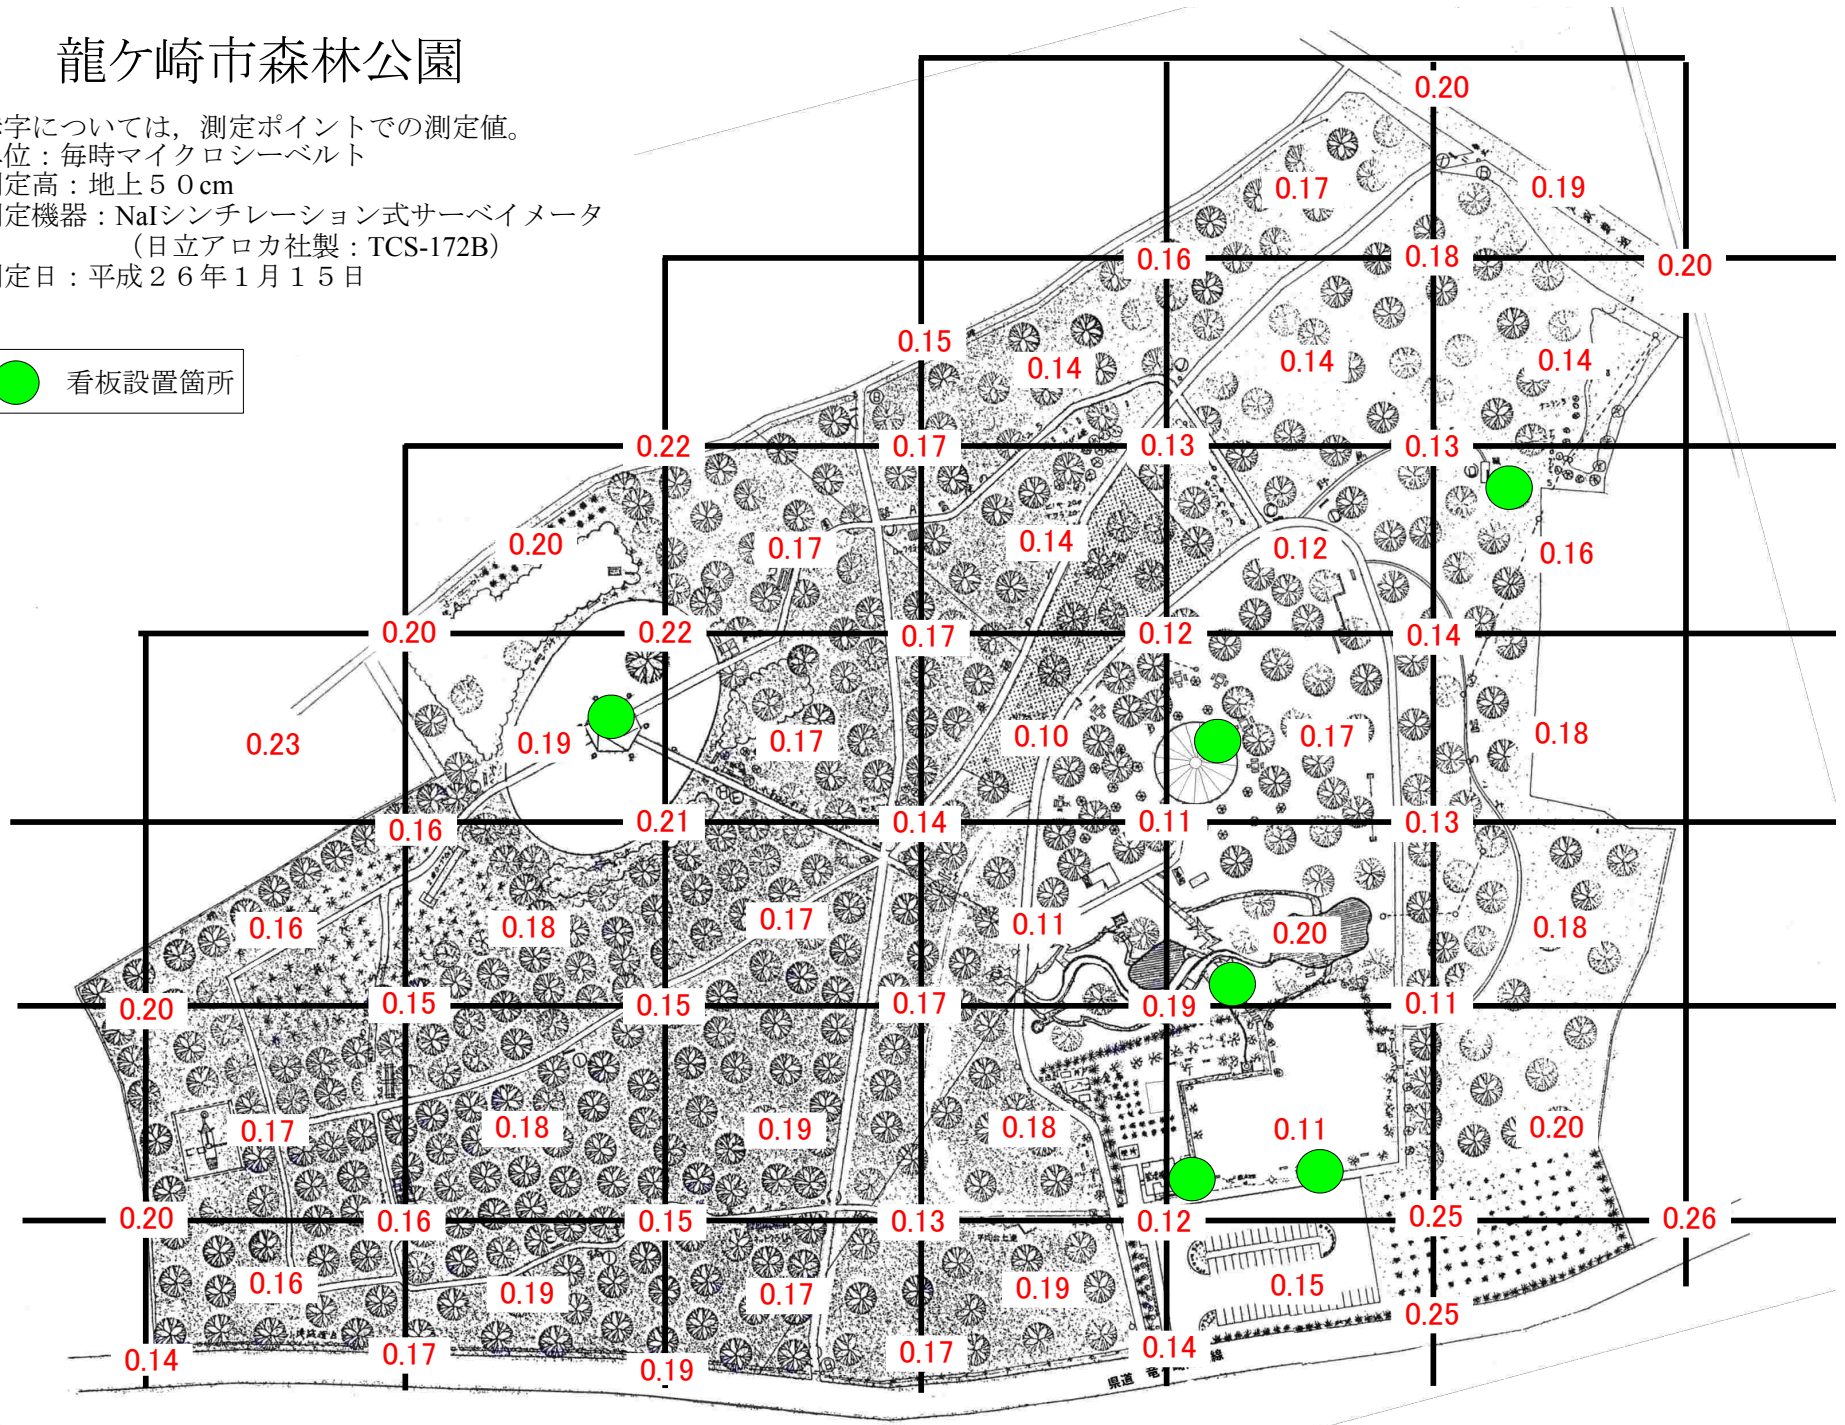 龍ケ崎市森林公園
字については，測定ポイントでの測定値。
位：毎時マイクロシーベルト
定高：地上５０cm
定機器：NaIシンチレーション式サーベイメータ
（日立アロカ社製：TCS-172B）
定日：平成２６年１月１５日
看板設置箇所
0.20
0.17 0.19
0.16 0.18 0.20
0.15
0.14 0.14 0.14
0.22 0.17 0.13 0.13
0.20 0.17 0.14 0.12 0.16
0.20 0.22 0.17 0.12 0.14
0.23 0.19 0.17 0.10 0.17 0.18
0.16 0.21 0.14 0.11 0.13
0.16 0.18 0.17 0.11 0.20 0.18
0.20 0.15 0.15 0.17 0.19 0.11
0.17 0.18 0.19 0.18 0.11 0.20
0.20 0.16 0.15 0.13 0.12 0.25 0.26
0.16 0.19 0.17 0.19 0.15
0.25
0.14 0.17 0.19 0.17 0.14
県道 竜 線